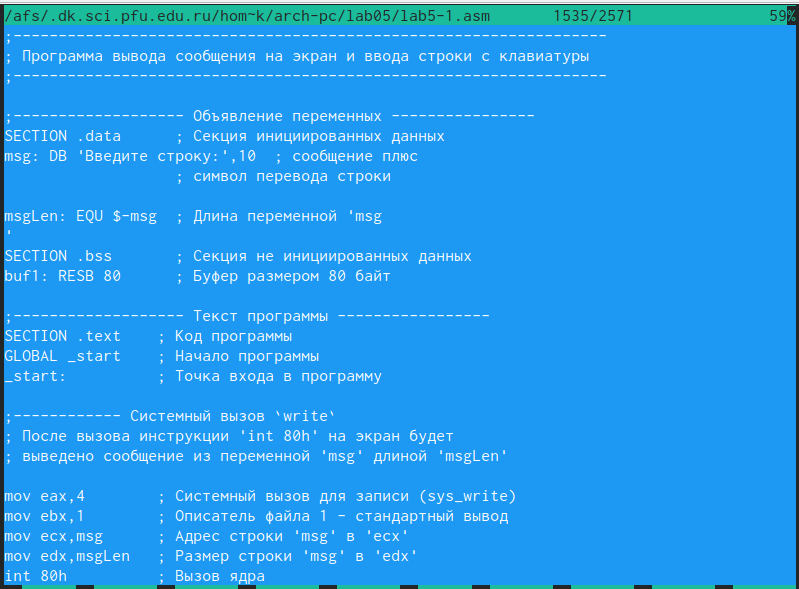 /afs/.dk.sci.pfu.edu.ru/hom~k/arch-pc/lab05/lab5-1.asm 1535/2571 59%
;------------------------------------------------------------------
; Программа вывода сообщения на экран и ввода строки с клавиатуры
;------------------------------------------------------------------
;------------------- Объявление переменных ----------------
SECTION .data ; Секция инициированных данных
msg: DB 'Введите строку:',10 ; сообщение плюс
; символ перевода строки
msgLen: EQU $-msg ; Длина переменной 'msg
'
SECTION .bss ; Секция не инициированных данных
buf1: RESB 80 ; Буфер размером 80 байт
;------------------- Текст программы -----------------
SECTION .text ; Код программы
GLOBAL _start ; Начало программы
_start: ; Точка входа в программу
;------------ Системный вызов `write`
; После вызова инструкции 'int 80h' на экран будет
; выведено сообщение из переменной 'msg' длиной 'msgLen'
mov eax,4 ; Системный вызов для записи (sys_write)
mov ebx,1 ; Описатель файла 1 - стандартный вывод
mov ecx,msg ; Адрес строки 'msg' в 'ecx'
mov edx,msgLen ; Размер строки 'msg' в 'edx'
int 80h ; Вызов ядра